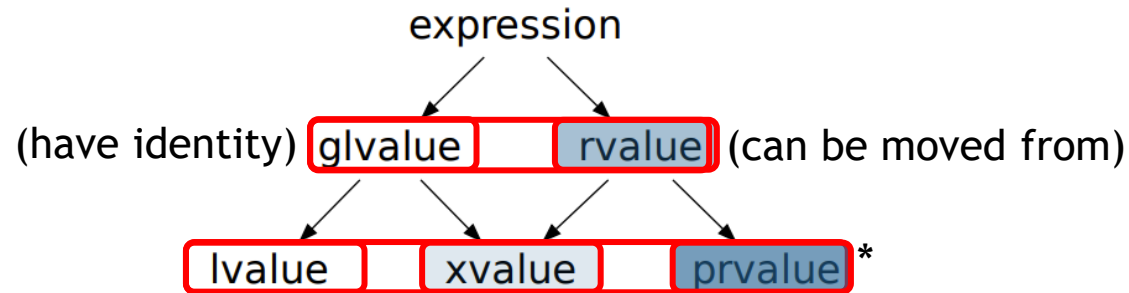 expression
(have identity) glvalue rvalue (can be moved from)
lvalue xvalue prvalue *